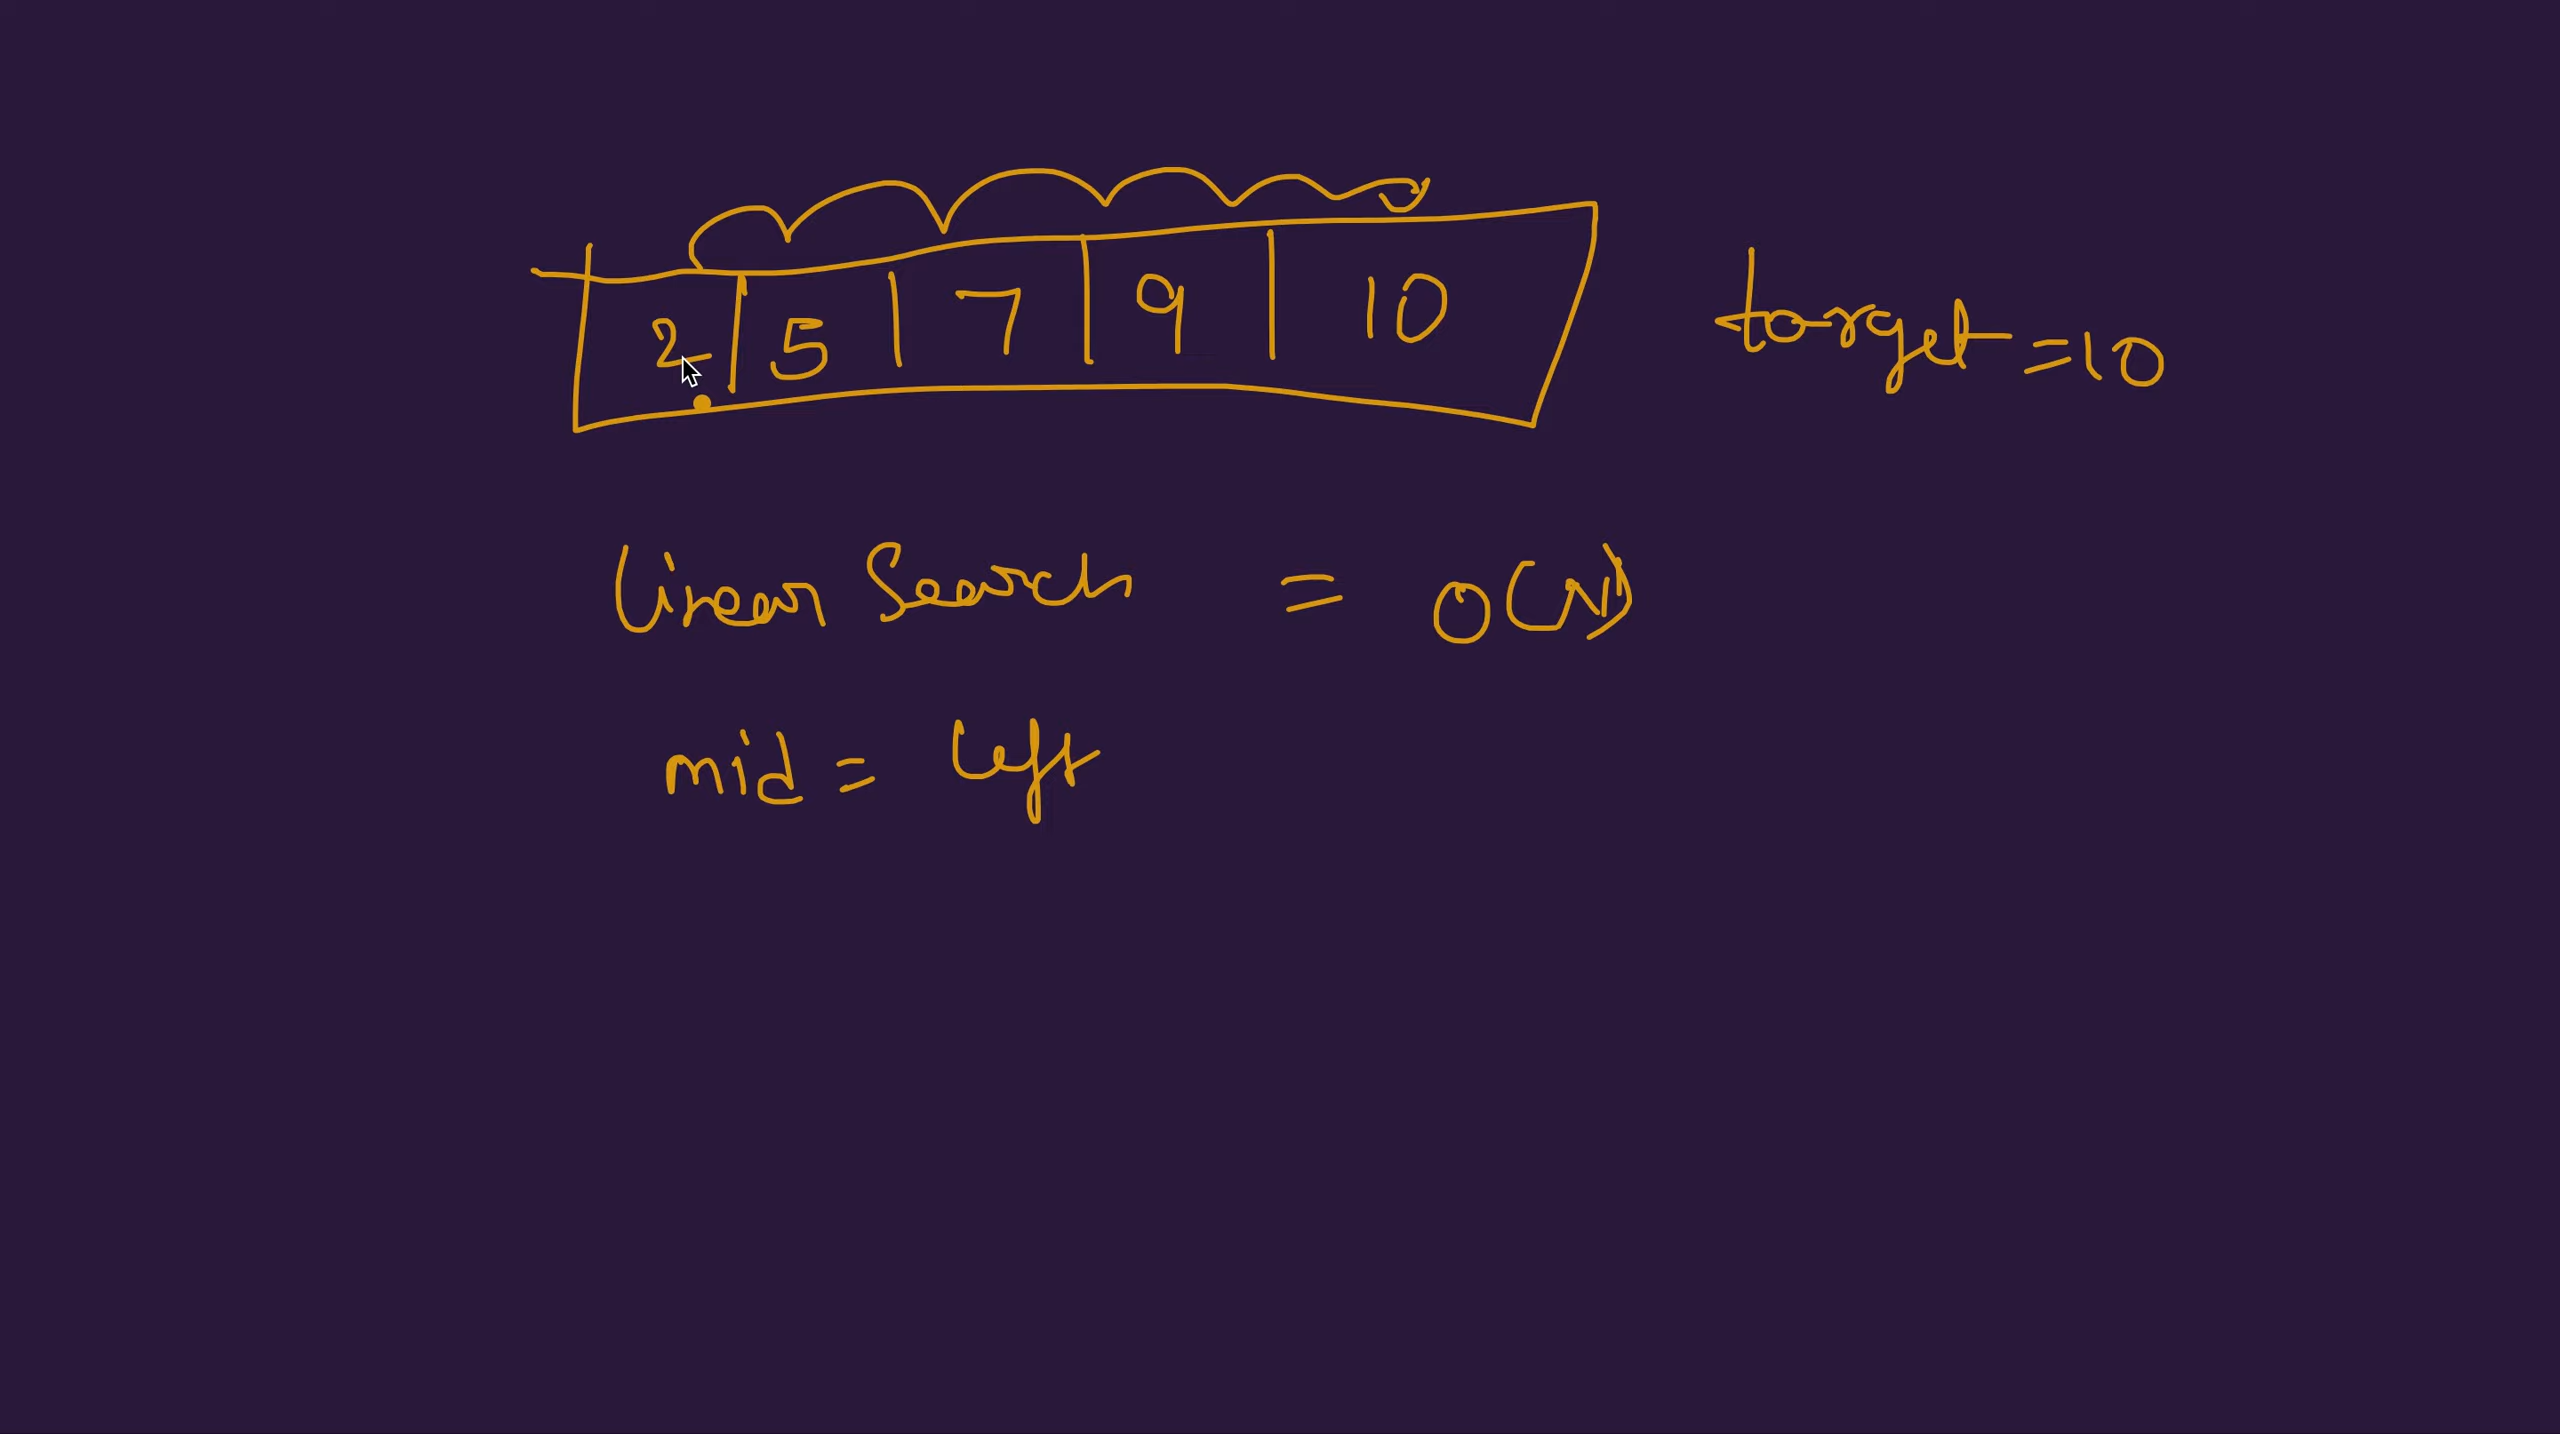 2 5 7 9 10
target = 10
Linear Search = O(N)
mid = left